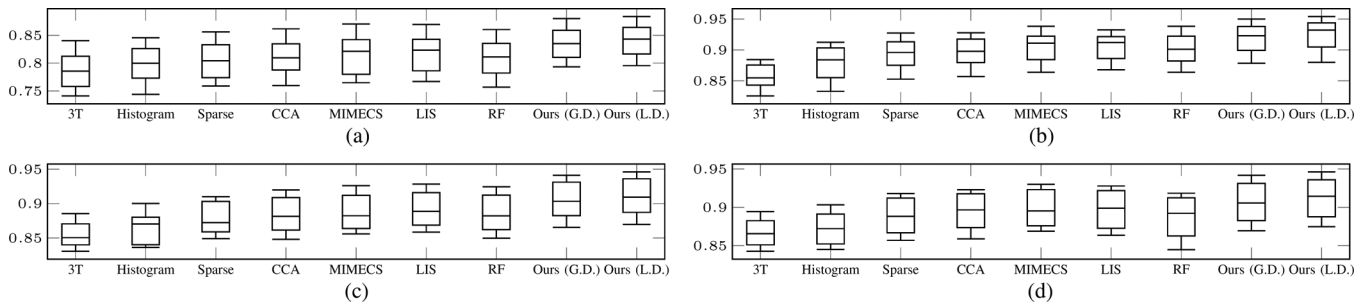 0.85
0.8
0.75
3T Histogram Sparse CCA MIMECS LIS RF Ours (G.D.) Ours (L.D.)
(a)
0.95
0.9
0.85
3T Histogram Sparse CCA MIMECS LIS RF Ours (G.D.) Ours (L.D.)
(b)
0.95
0.9
0.85
3T Histogram Sparse CCA MIMECS LIS RF Ours (G.D.) Ours (L.D.)
(c)
0.95
0.9
0.85
3T Histogram Sparse CCA MIMECS LIS RF Ours (G.D.) Ours (L.D.)
(d)